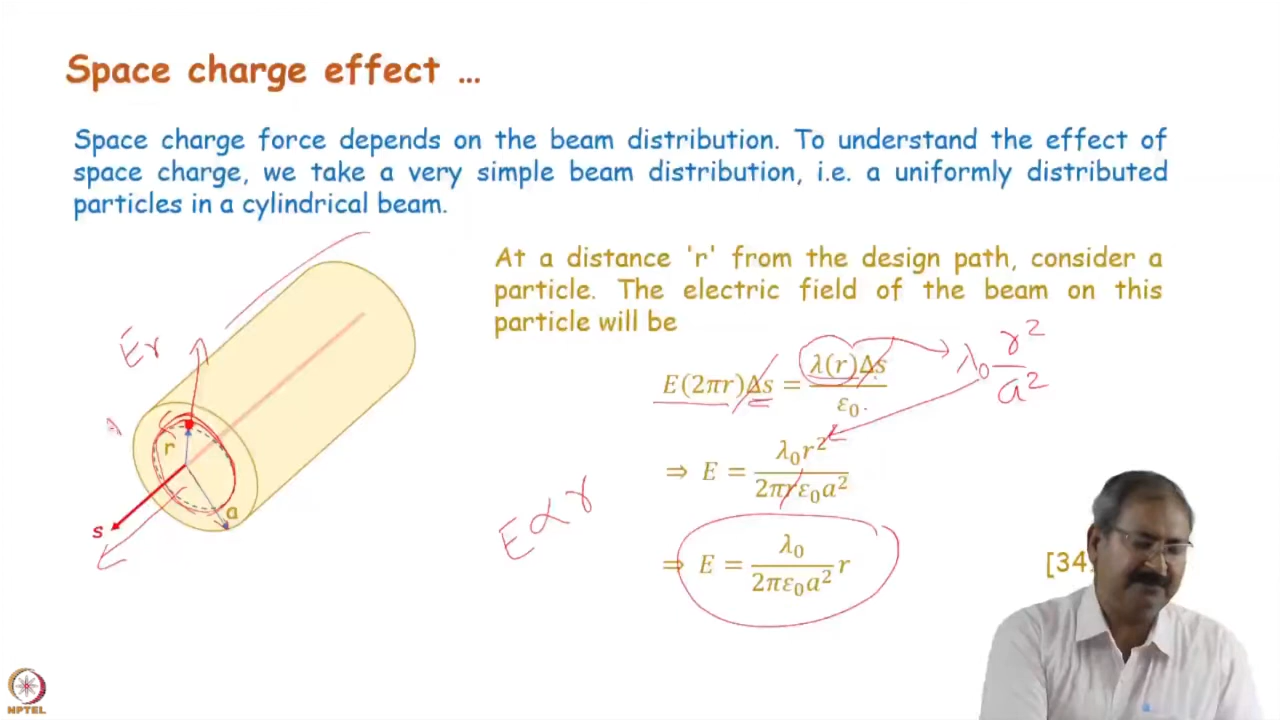 Space charge effect ...
Space charge force depends on the beam distribution. To understand the effect of
space charge, we take a very simple beam distribution, i.e. a uniformly distributed
particles in a cylindrical beam.
At a distance 'r' from the design path, consider a
particle. The electric field of the beam on this
particle will be
E(2πr)Δs = λ(r)Δs / ε₀
λ₀ r² / a²
⇒ E = λ₀r² / 2πrε₀a²
⇒ E = λ₀ / 2πε₀a² r
E ∝ r
Er
r
a
s
[34
NPTEL